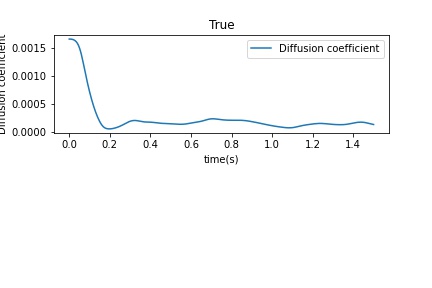 True
Diffusion coefficient
Diffusion coefficient
0.0015
0.0010
0.0005
0.0000
0.0 0.2 0.4 0.6 0.8 1.0 1.2 1.4
time(s)